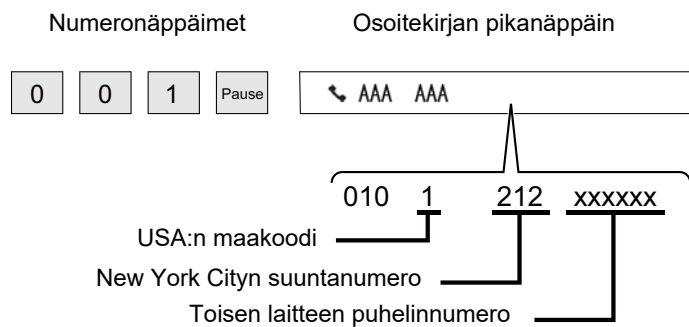 Numeronäppäimet Osoitekirjan pikanäppäin
0 0 1 Pause AAA AAA
010 1 212 xxxxxx
USA:n maakoodi
New York Cityn suuntanumero
Toisen laitteen puhelinnumero